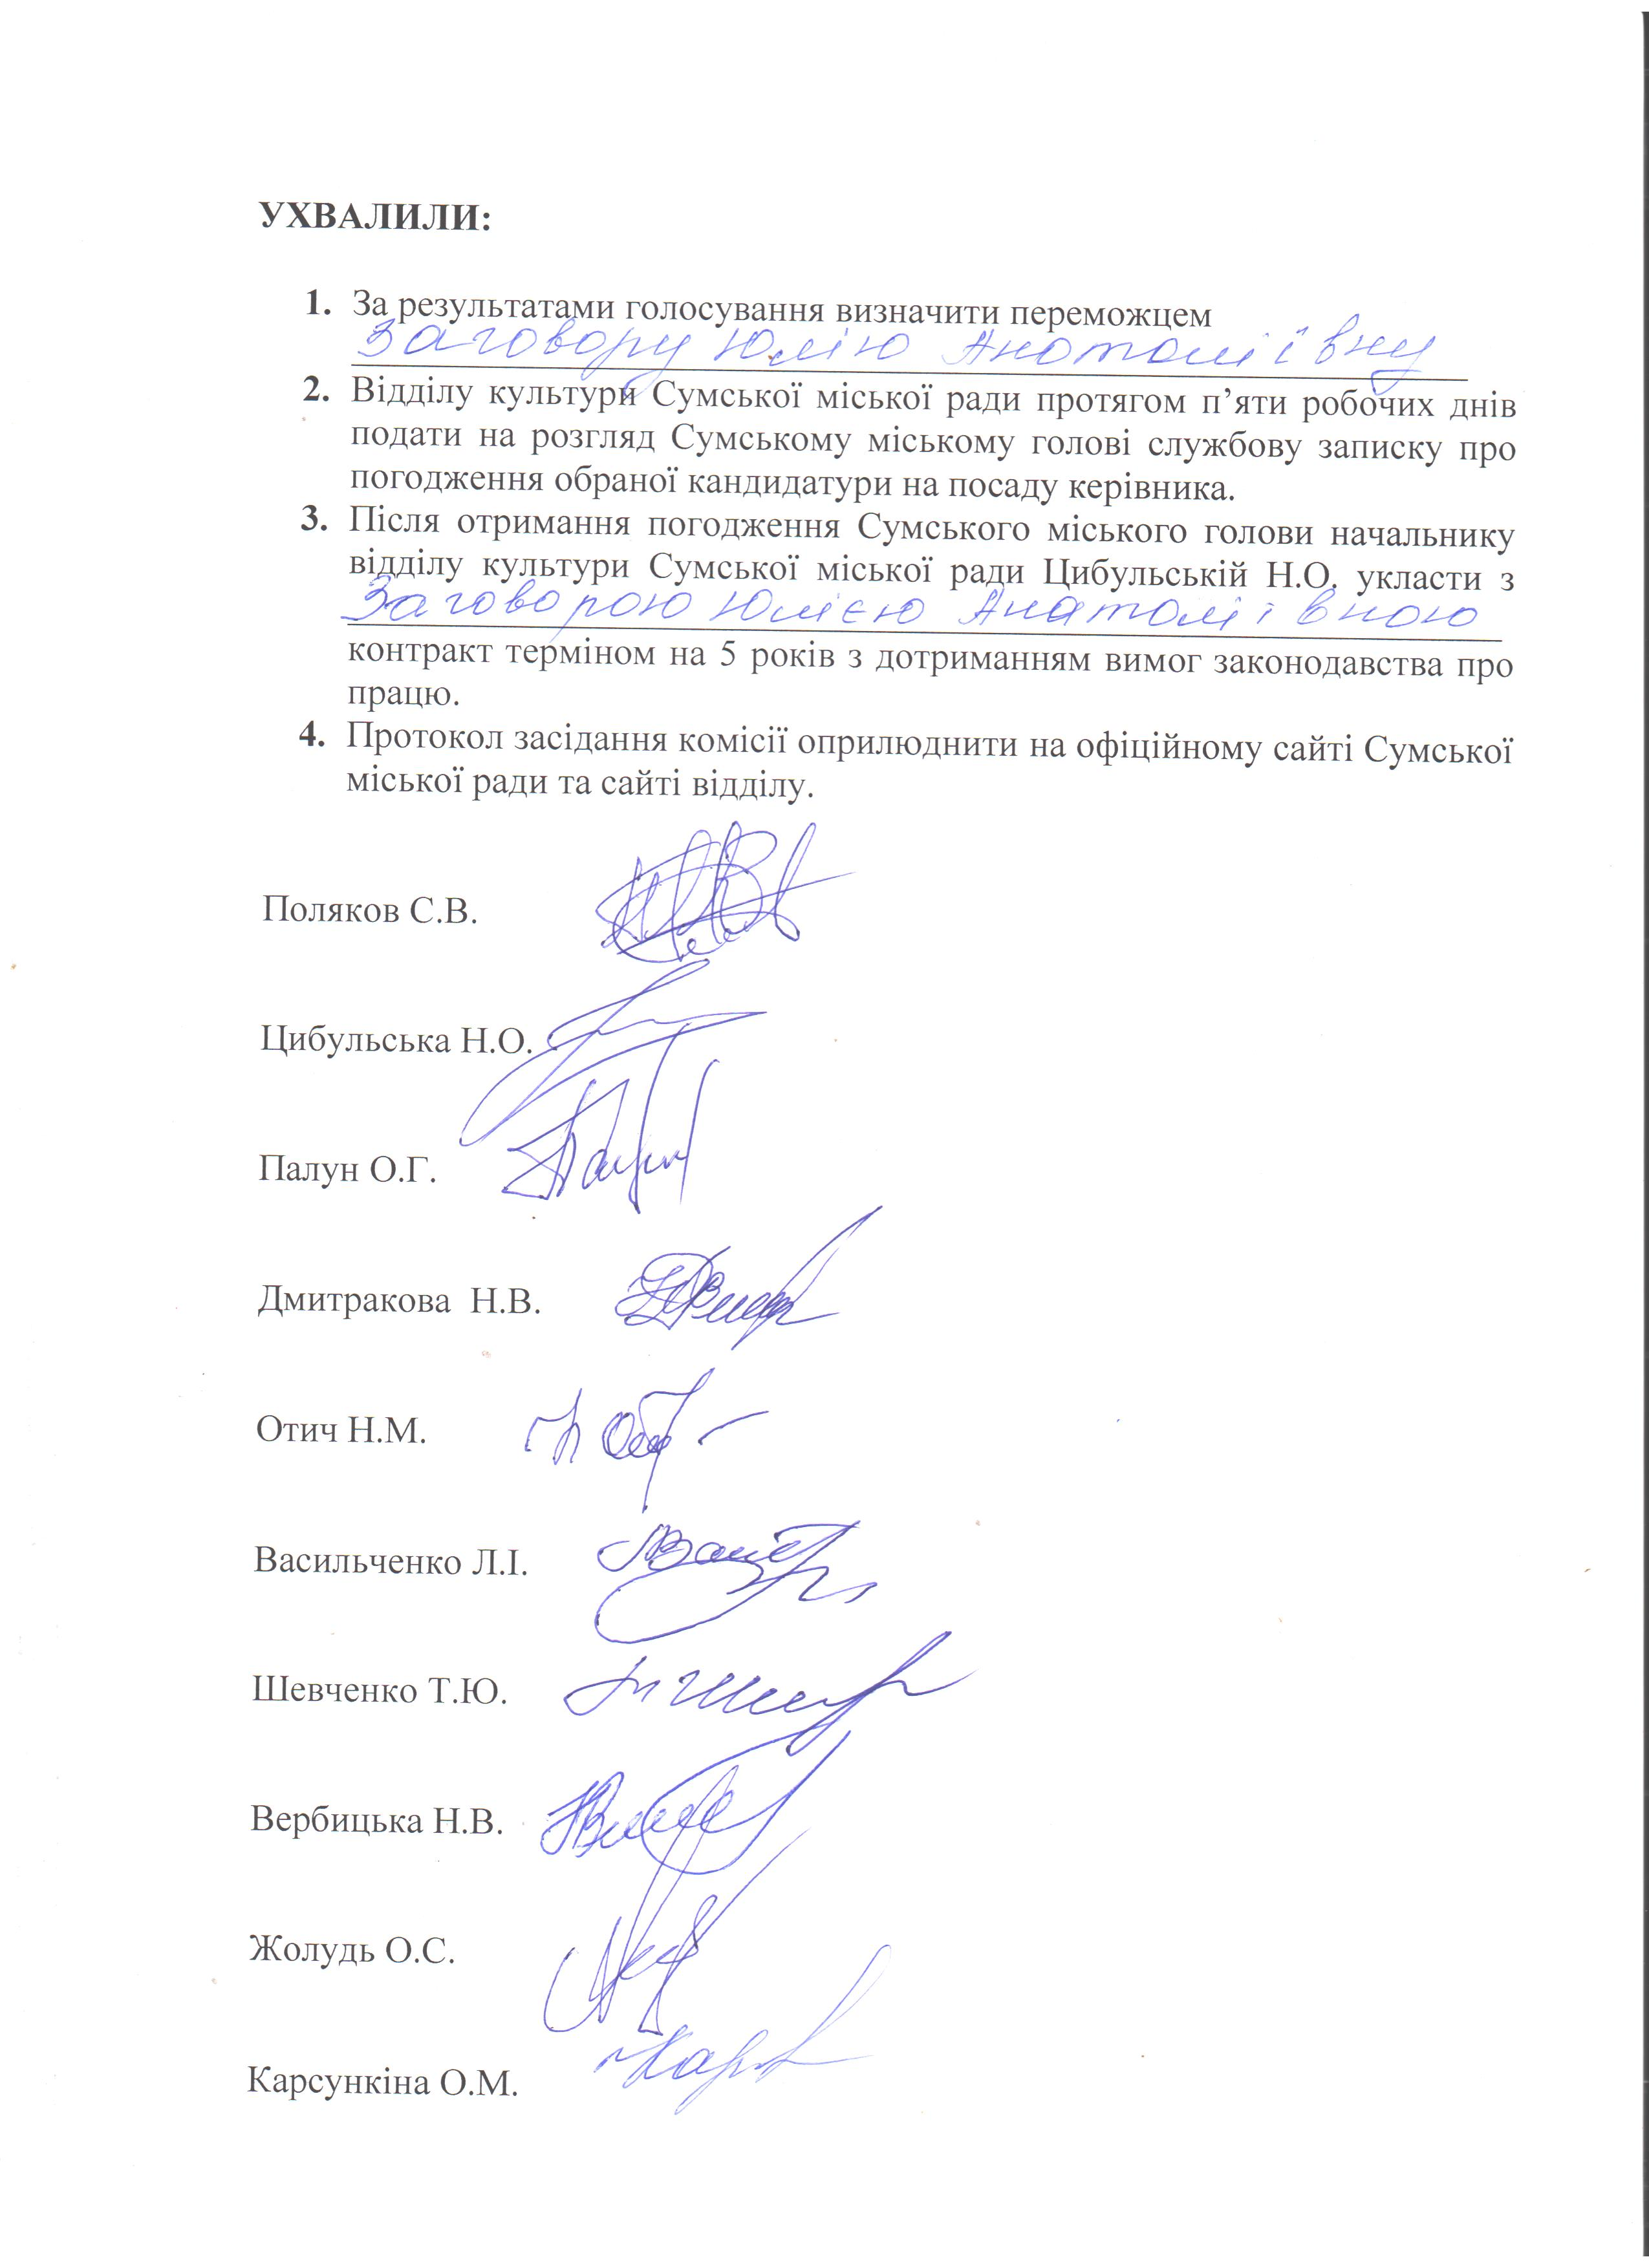 УХВАЛИЛИ:
1. За результатами голосування визначити переможцем
Заговору Юлію Анатоліївну
2. Відділу культури Сумської міської ради протягом п’яти робочих днів
подати на розгляд Сумському міському голові службову записку про
погодження обраної кандидатури на посаду керівника.
3. Після отримання погодження Сумського міського голови начальнику
відділу культури Сумської міської ради Цибульській Н.О. укласти з
Заговорою Юлією Анатоліівною
контракт терміном на 5 років з дотриманням вимог законодавства про
працю.
4. Протокол засідання комісії оприлюднити на офіційному сайті Сумської
міської ради та сайті відділу.
Поляков С.В.
Цибульська Н.О.
Палун О.Г.
Дмитракова Н.В.
Отич Н.М.
Васильченко Л.І.
Шевченко Т.Ю.
Вербицька Н.В.
Жолудь О.С.
Карсункіна О.М.